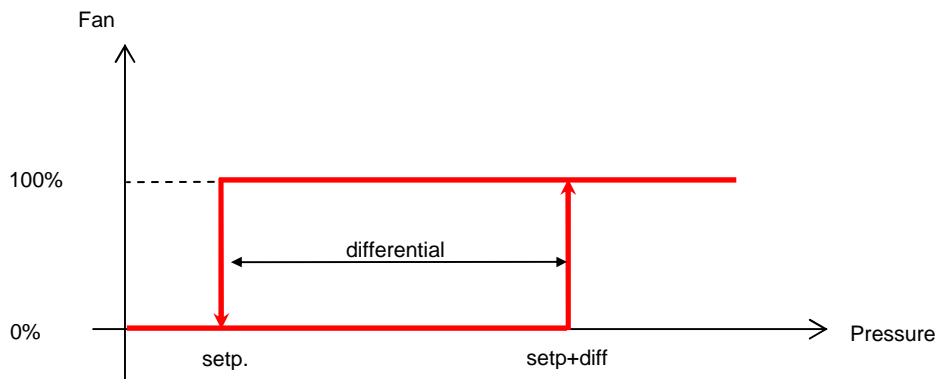 Fan
100%
differential
0%
Pressure
setp.
setp+diff